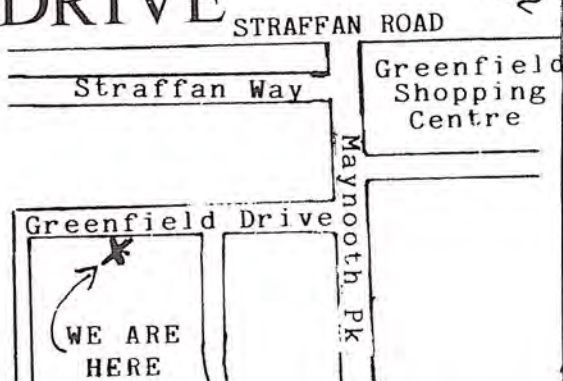 DRIVE
STRAFFAN ROAD
Straffan Way
Greenfield
Shopping
Centre
Maynooth Pk
Greenfield Drive
WE ARE
HERE